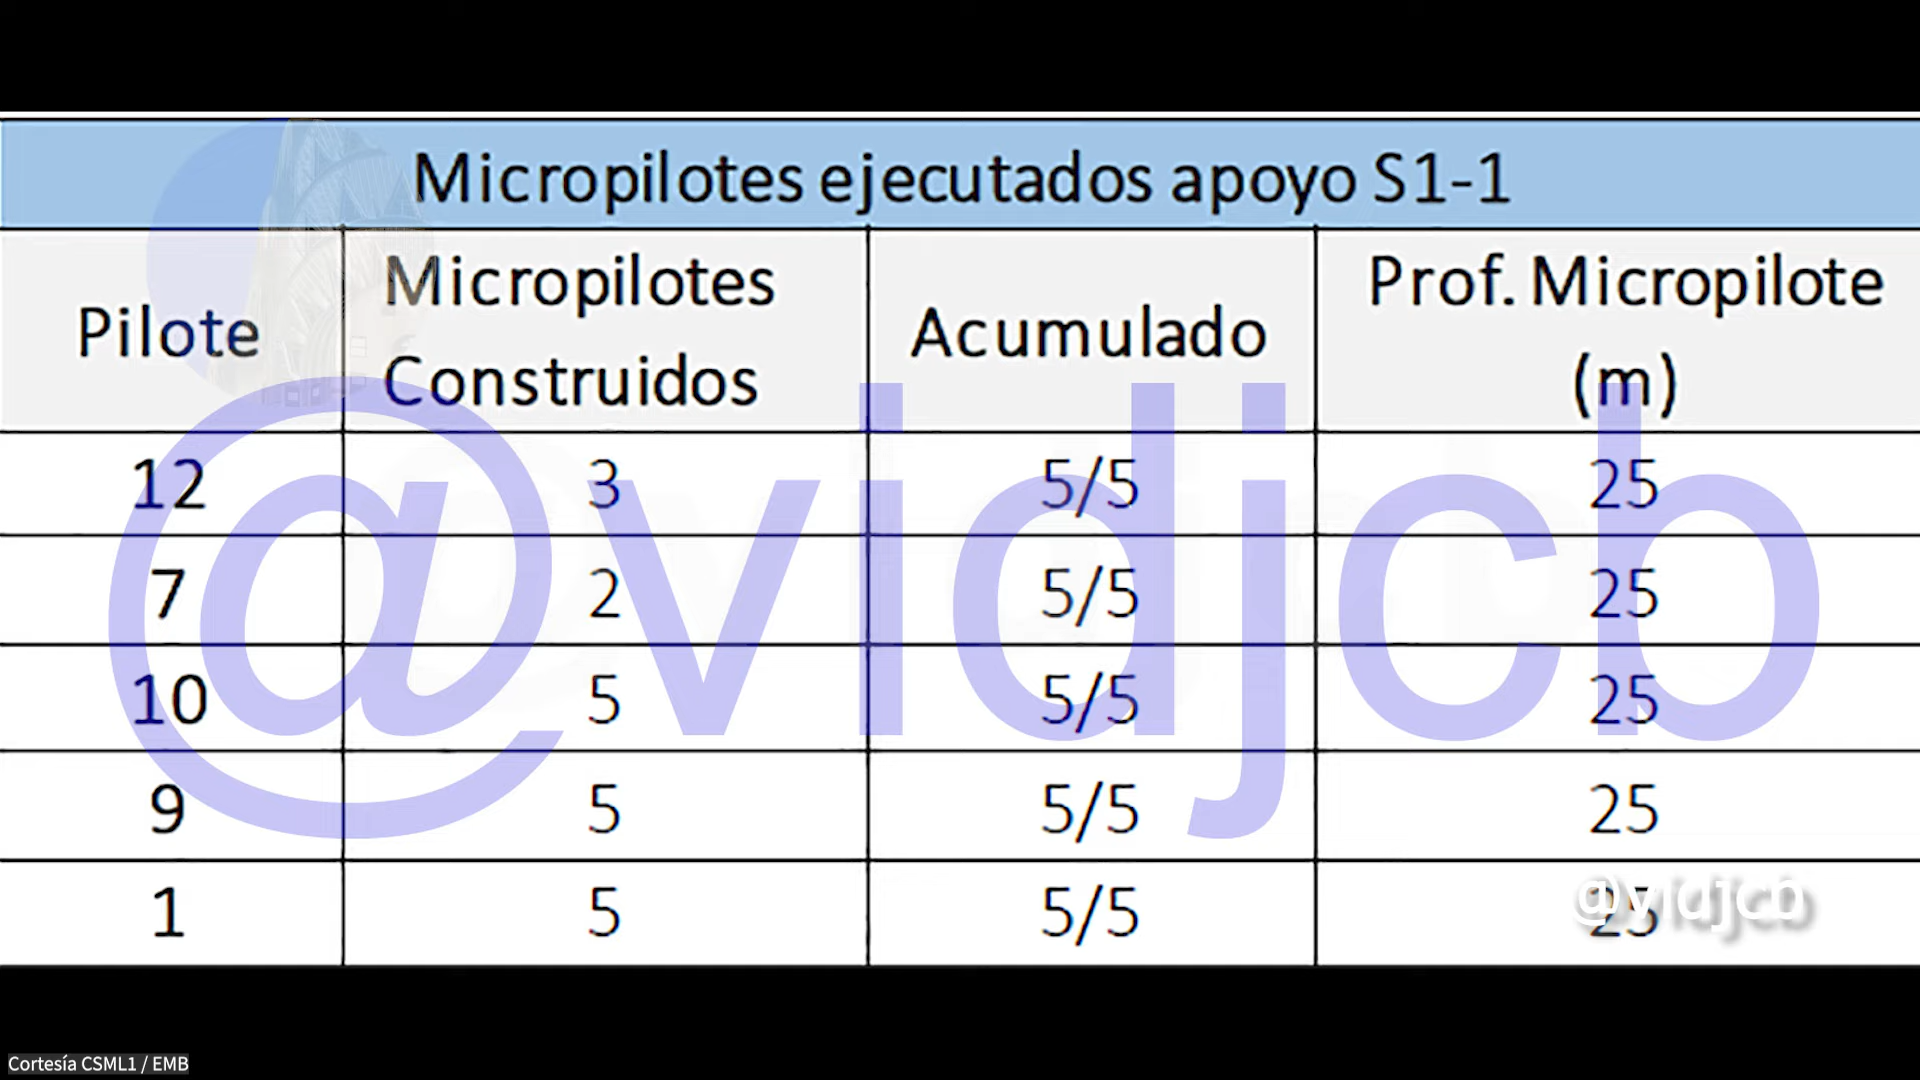 Micropilotes ejecutados apoyo S1-1
Pilote Micropilotes Construidos Acumulado Prof. Micropilote (m)
12 3 5/5 25
7 2 5/5 25
10 5 5/5 25
9 5 5/5 25
1 5 5/5 25
@vidjcb
@vidjcb
Cortesía CSML1 / EMB